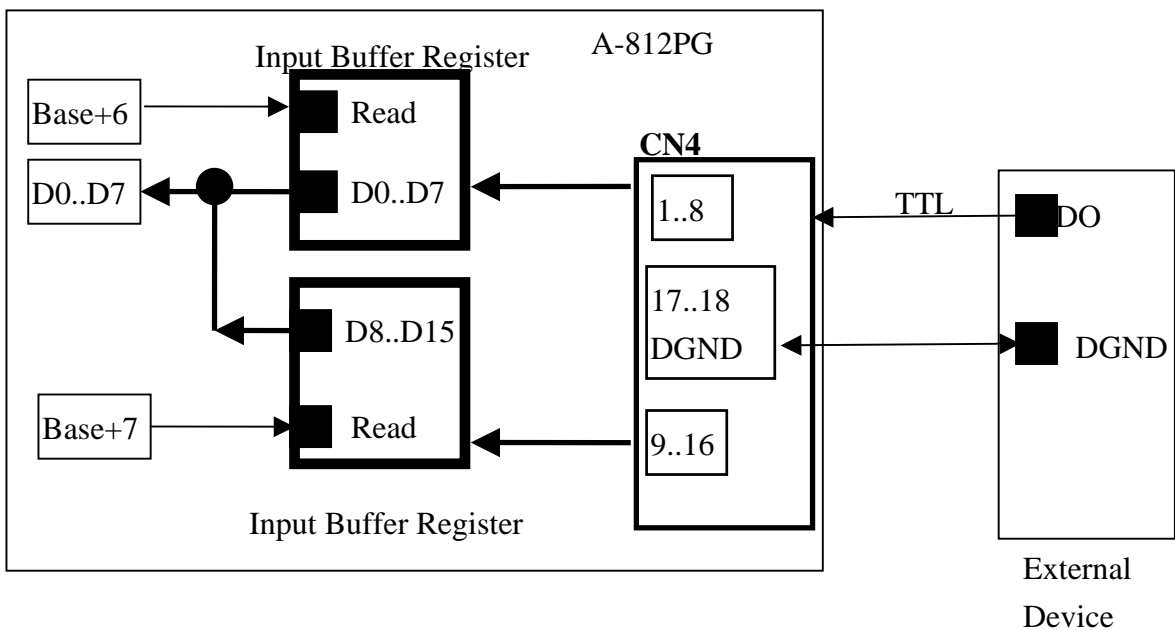 A-812PG
Input Buffer Register
Base+6
Read
D0..D7
D0..D7
CN4
1..8
TTL
DO
17..18
DGND
DGND
D8..D15
Base+7
Read
9..16
Input Buffer Register
External
Device